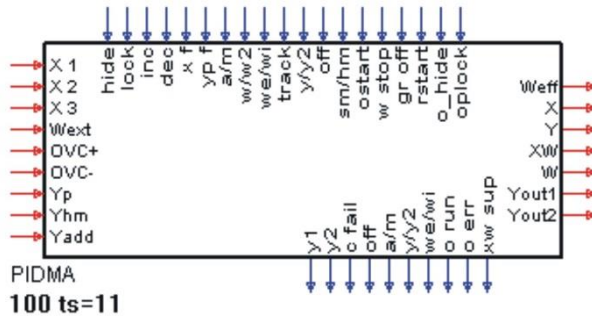 hide
lock
inc
dec
x f
yp f
a/m
w/w2
we/wi
track
y/y2
off
sm/hm
ostart
w stop
gr off
rstart
o_hide
oplock
X 1
X 2
X 3
Wext
OVC+
OVC-
Yp
Yhm
Yadd
Weff
X
Y
XW
W
Yout1
Yout2
y1
y2
c fail
off
a/m
y/y2
we/wi
o run
o err
xw sup
PIDMA
100 ts=11